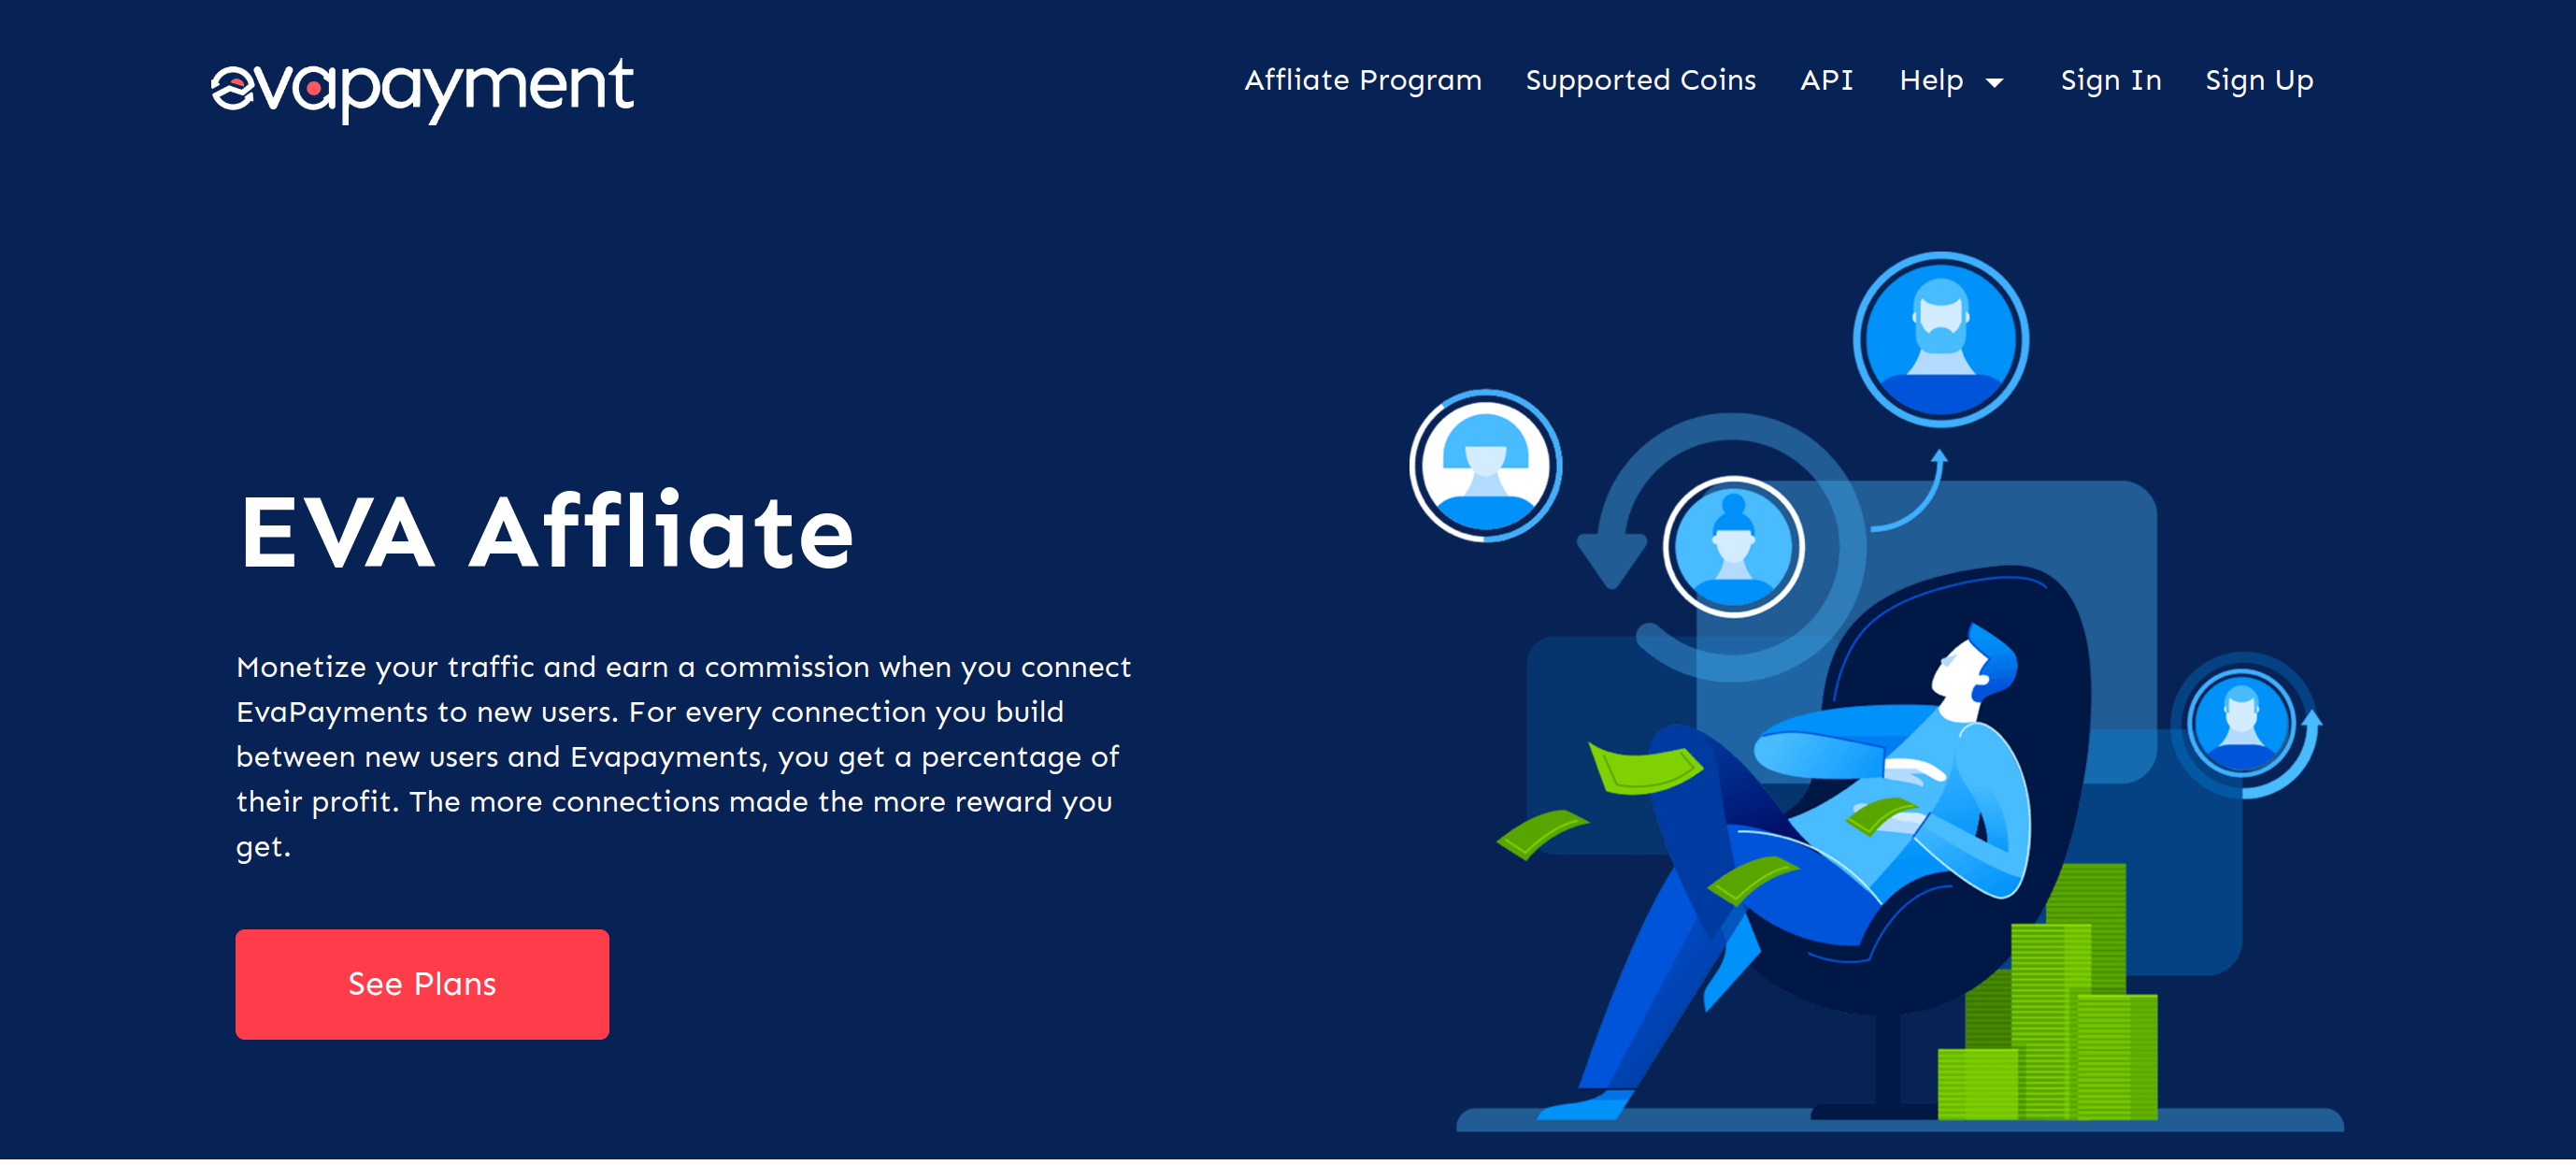 evapayment
Affliate Program
Supported Coins
API
Help
Sign In
Sign Up
EVA Affliate
Monetize your traffic and earn a commission when you connect
EvaPayments to new users. For every connection you build
between new users and Evapayments, you get a percentage of
their profit. The more connections made the more reward you
get.
See Plans